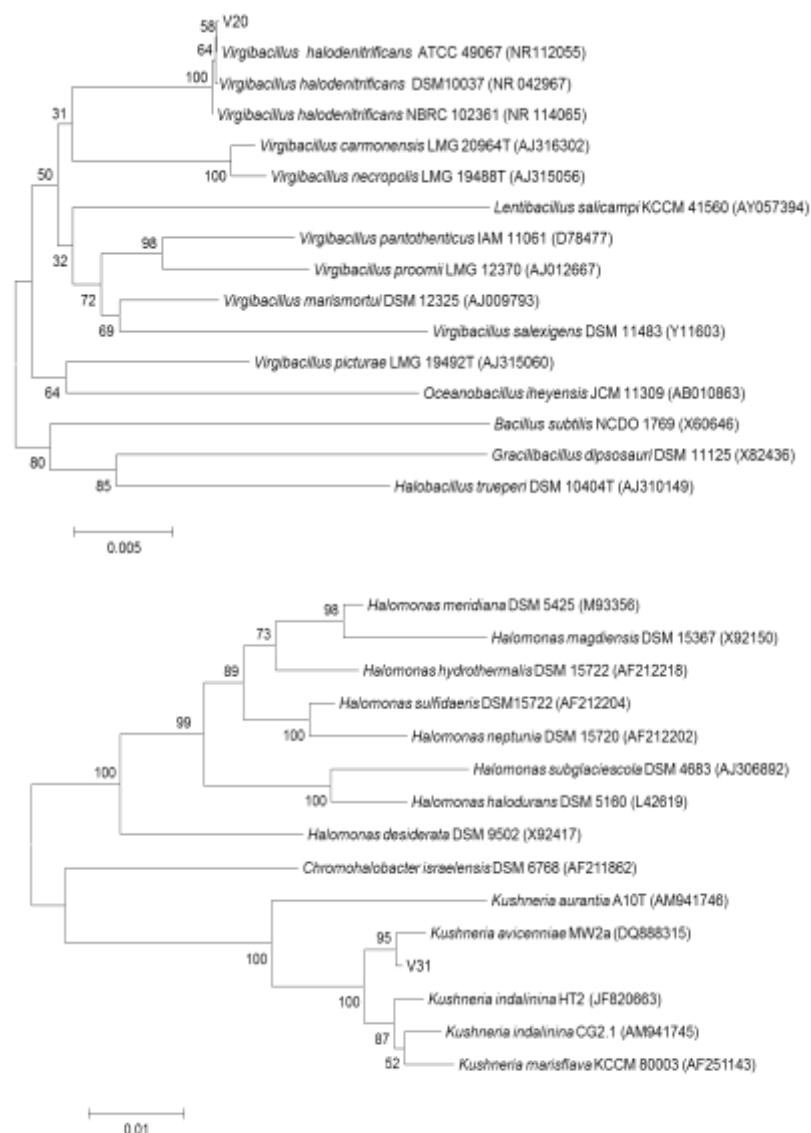 V20
58
64
Virgibacillus halodenitrificans ATCC 49067 (NR112055)
100
Virgibacillus halodenitrificans DSM10037 (NR 042967)
Virgibacillus halodenitrificans NBRC 102361 (NR 114065)
31
Virgibacillus carmonensis LMG 20964T (AJ316302)
100
Virgibacillus necropolis LMG 19488T (AJ315056)
50
Lentibacillus salicampi KCCM 41560 (AY057394)
98
Virgibacillus pantothenticus IAM 11061 (D78477)
32
Virgibacillus proomii LMG 12370 (AJ012667)
72
Virgibacillus marismortui DSM 12325 (AJ009793)
69
Virgibacillus salexigens DSM 11483 (Y11603)
Virgibacillus picturae LMG 19492T (AJ315060)
64
Oceanobacillus iheyensis JCM 11309 (AB010863)
Bacillus subtilis NCDO 1769 (X60646)
80
Gracilibacillus dipsosauri DSM 11125 (X82436)
85
Halobacillus trueperi DSM 10404T (AJ310149)
0.005
98
Halomonas meridiana DSM 5425 (M93356)
73
Halomonas magdiensis DSM 15367 (X92150)
89
Halomonas hydrothermalis DSM 15722 (AF212218)
Halomonas sulfidaeris DSM15722 (AF212204)
99
100
Halomonas neptunia DSM 15720 (AF212202)
100
Halomonas subglaciescola DSM 4683 (AJ306892)
100
Halomonas halodurans DSM 5160 (L42619)
Halomonas desiderata DSM 9502 (X92417)
Chromohalobacter israelensis DSM 6768 (AF211862)
Kushneria aurantia A10T (AM941746)
95
Kushneria avicenniae MW2a (DQ888315)
100
V31
100
Kushneria indalinina HT2 (JF820663)
87
Kushneria indalinina CG2.1 (AM941745)
52
Kushneria marisflava KCCM 80003 (AF251143)
0.01